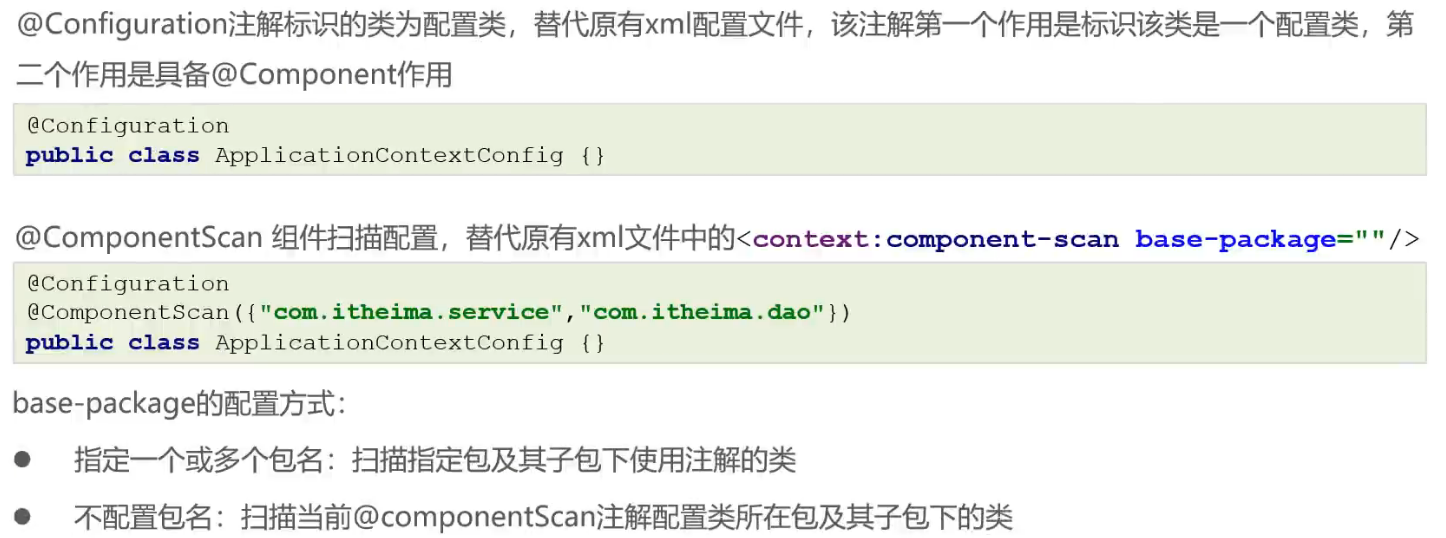 @Configuration注解标识的类为配置类，替代原有xml配置文件，该注解第一个作用是标识该类是一个配置类，第
二个作用是具备@Component作用
@Configuration
public class ApplicationContextConfig {}
@ComponentScan 组件扫描配置，替代原有xml文件中的<context:component-scan base-package=""/>
@Configuration
@ComponentScan({"com.itheima.service","com.itheima.dao"})
public class ApplicationContextConfig {}
base-package的配置方式：
● 指定一个或多个包名：扫描指定包及其子包下使用注解的类
● 不配置包名：扫描当前@componentScan注解配置类所在包及其子包下的类